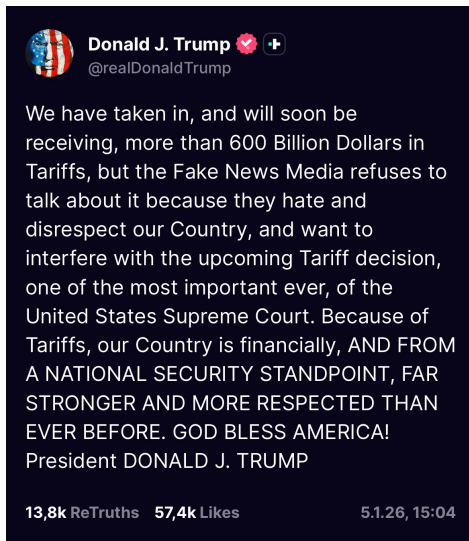 Donald J. Trump
@realDonaldTrump
We have taken in, and will soon be
receiving, more than 600 Billion Dollars in
Tariffs, but the Fake News Media refuses to
talk about it because they hate and
disrespect our Country, and want to
interfere with the upcoming Tariff decision,
one of the most important ever, of the
United States Supreme Court. Because of
Tariffs, our Country is financially, AND FROM
A NATIONAL SECURITY STANDPOINT, FAR
STRONGER AND MORE RESPECTED THAN
EVER BEFORE. GOD BLESS AMERICA!
President DONALD J. TRUMP
13,8k ReTruths 57,4k Likes 5.1.26, 15:04